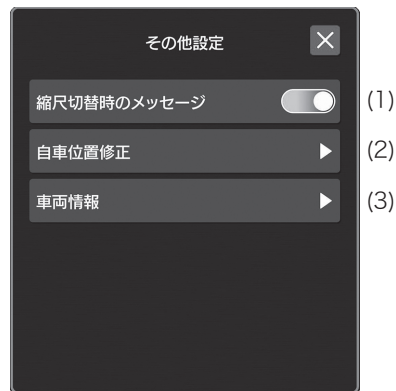 その他設定
縮尺切替時のメッセージ (1)
自車位置修正 (2)
車両情報 (3)